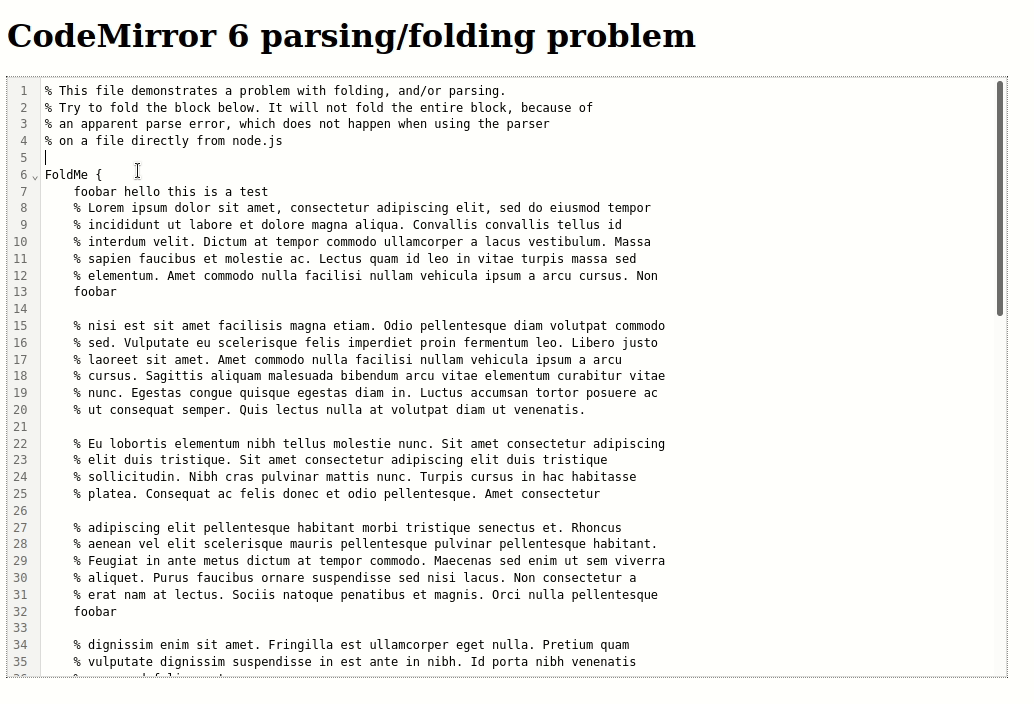 CodeMirror 6 parsing/folding problem
1 % This file demonstrates a problem with folding, and/or parsing.
2 % Try to fold the block below. It will not fold the entire block, because of
3 % an apparent parse error, which does not happen when using the parser
4 % on a file directly from node.js
5
6 FoldMe {
7 foobar hello this is a test
8 % Lorem ipsum dolor sit amet, consectetur adipiscing elit, sed do eiusmod tempor
9 % incididunt ut labore et dolore magna aliqua. Convallis convallis tellus id
10 % interdum velit. Dictum at tempor commodo ullamcorper a lacus vestibulum. Massa
11 % sapien faucibus et molestie ac. Lectus quam id leo in vitae turpis massa sed
12 % elementum. Amet commodo nulla facilisi nullam vehicula ipsum a arcu cursus. Non
13 foobar
14
15 % nisi est sit amet facilisis magna etiam. Odio pellentesque diam volutpat commodo
16 % sed. Vulputate eu scelerisque felis imperdiet proin fermentum leo. Libero justo
17 % laoreet sit amet. Amet commodo nulla facilisi nullam vehicula ipsum a arcu
18 % cursus. Sagittis aliquam malesuada bibendum arcu vitae elementum curabitur vitae
19 % nunc. Egestas congue quisque egestas diam in. Luctus accumsan tortor posuere ac
20 % ut consequat semper. Quis lectus nulla at volutpat diam ut venenatis.
21
22 % Eu lobortis elementum nibh tellus molestie nunc. Sit amet consectetur adipiscing
23 % elit duis tristique. Sit amet consectetur adipiscing elit duis tristique
24 % sollicitudin. Nibh cras pulvinar mattis nunc. Turpis cursus in hac habitasse
25 % platea. Consequat ac felis donec et odio pellentesque. Amet consectetur
26
27 % adipiscing elit pellentesque habitant morbi tristique senectus et. Rhoncus
28 % aenean vel elit scelerisque mauris pellentesque pulvinar pellentesque habitant.
29 % Feugiat in ante metus dictum at tempor commodo. Maecenas sed enim ut sem viverra
30 % aliquet. Purus faucibus ornare suspendisse sed nisi lacus. Non consectetur a
31 % erat nam at lectus. Sociis natoque penatibus et magnis. Orci nulla pellentesque
32 foobar
33
34 % dignissim enim sit amet. Fringilla est ullamcorper eget nulla. Pretium quam
35 % vulputate dignissim suspendisse in est ante in nibh. Id porta nibh venenatis